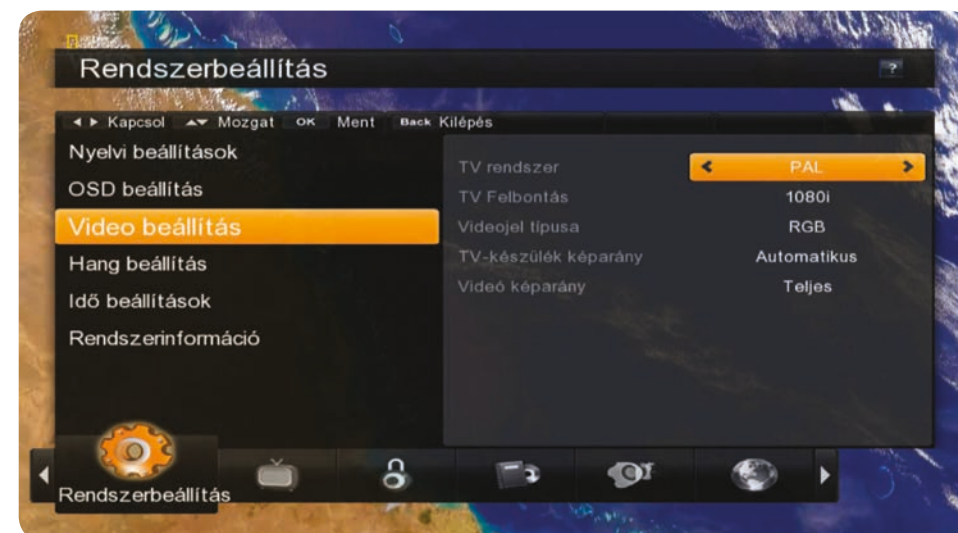 Rendszerbeállítás
?
Kapcsol Mozgat OK Ment Back Kilépés
Nyelvi beállítások
OSD beállítás
Video beállítás
Hang beállítás
Idő beállítások
Rendszerinformáció
TV rendszer PAL
TV Felbontás 1080i
Videojel típusa RGB
TV-készülék képarány Automatikus
Videó képarány Teljes
Rendszerbeállítás